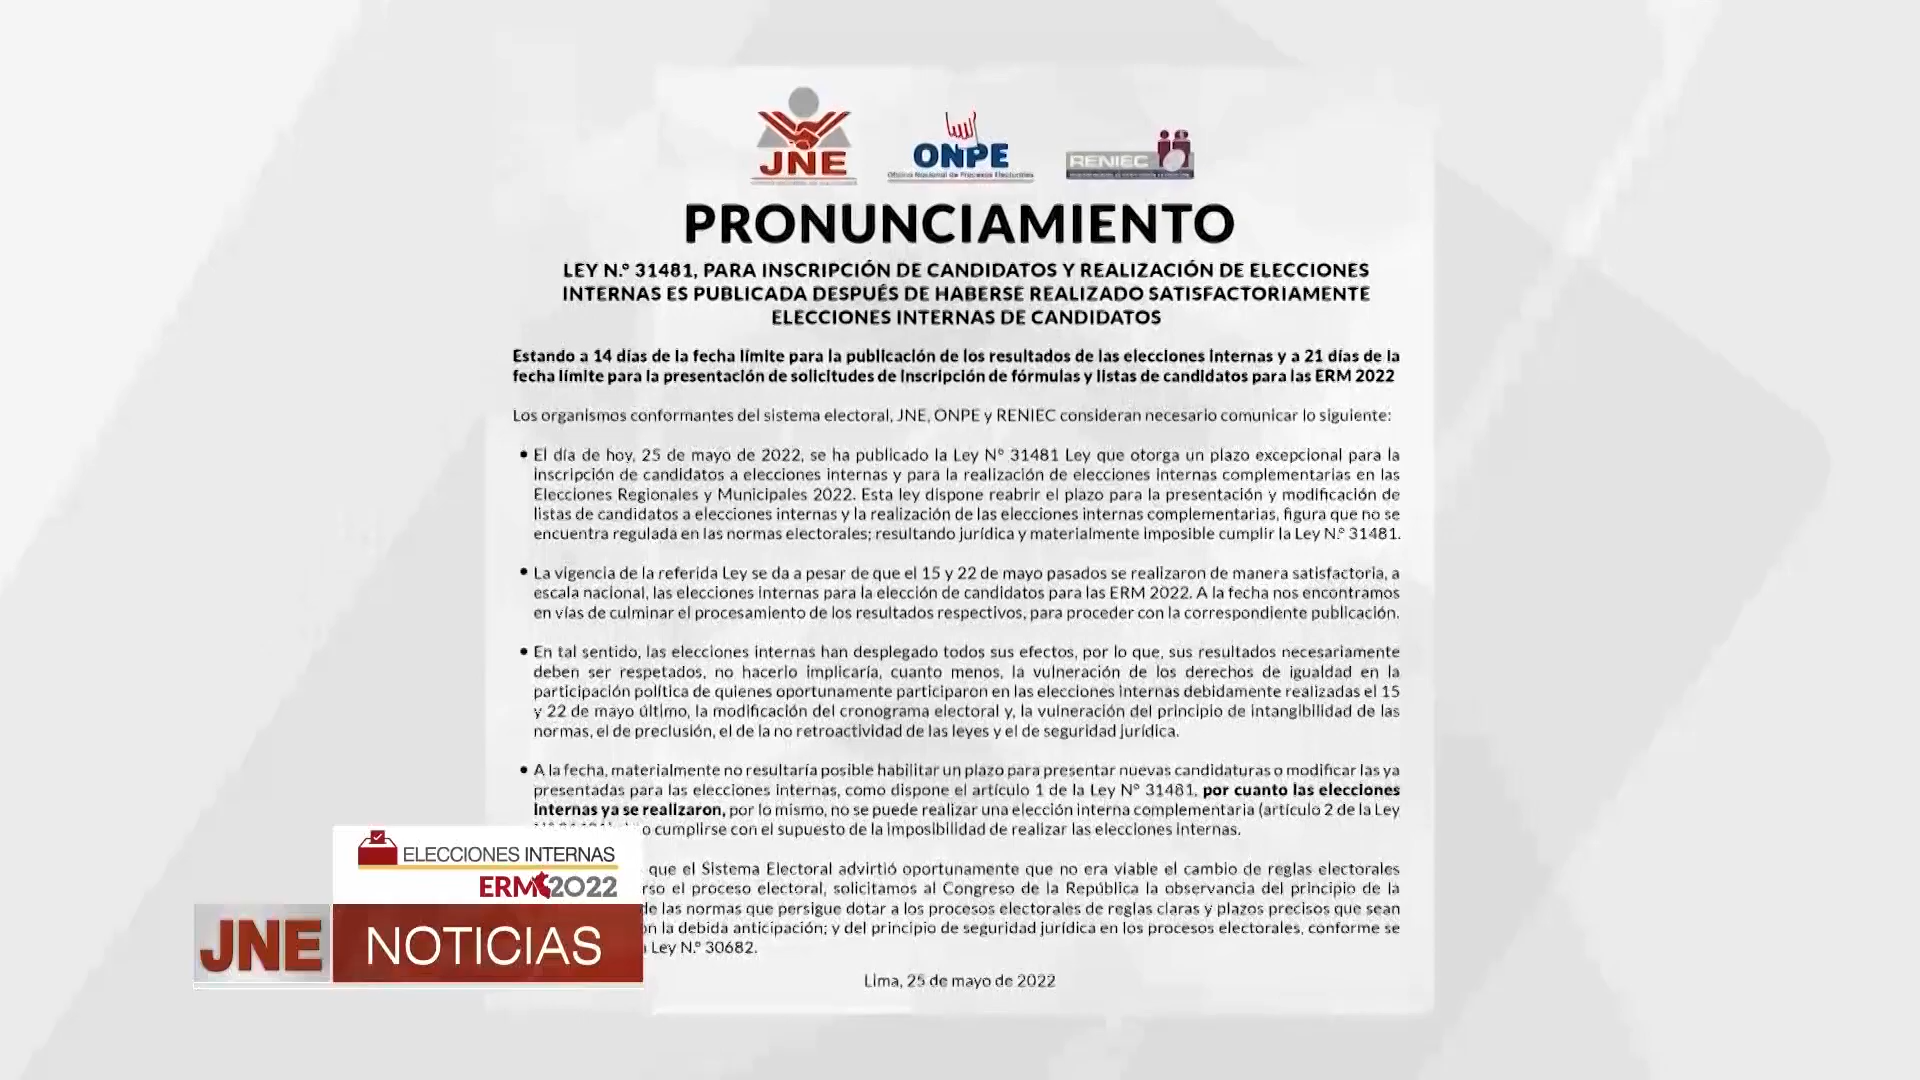 JNE
ONPE
Oficina Nacional de Procesos Electorales
RENIEC
PRONUNCIAMIENTO
LEY N.° 31481, PARA INSCRIPCIÓN DE CANDIDATOS Y REALIZACIÓN DE ELECCIONES
INTERNAS ES PUBLICADA DESPUÉS DE HABERSE REALIZADO SATISFACTORIAMENTE
ELECCIONES INTERNAS DE CANDIDATOS
Estando a 14 días de la fecha límite para la publicación de los resultados de las elecciones internas y a 21 días de la
fecha límite para la presentación de solicitudes de inscripción de fórmulas y listas de candidatos para las ERM 2022
Los organismos conformantes del sistema electoral, JNE, ONPE y RENIEC consideran necesario comunicar lo siguiente:
• El día de hoy, 25 de mayo de 2022, se ha publicado la Ley N° 31481 Ley que otorga un plazo excepcional para la
inscripción de candidatos a elecciones internas y para la realización de elecciones internas complementarias en las
Elecciones Regionales y Municipales 2022. Esta ley dispone reabrir el plazo para la presentación y modificación de
listas de candidatos a elecciones internas y la realización de las elecciones internas complementarias, figura que no se
encuentra regulada en las normas electorales; resultando jurídica y materialmente imposible cumplir la Ley N.° 31481.
• La vigencia de la referida Ley se da a pesar de que el 15 y 22 de mayo pasados se realizaron de manera satisfactoria, a
escala nacional, las elecciones internas para la elección de candidatos para las ERM 2022. A la fecha nos encontramos
en vías de culminar el procesamiento de los resultados respectivos, para proceder con la correspondiente publicación.
• En tal sentido, las elecciones internas han desplegado todos sus efectos, por lo que, sus resultados necesariamente
deben ser respetados, no hacerlo implicaría, cuanto menos, la vulneración de los derechos de igualdad en la
participación política de quienes oportunamente participaron en las elecciones internas debidamente realizadas el 15
y 22 de mayo último, la modificación del cronograma electoral y, la vulneración del principio de intangibilidad de las
normas, el de preclusión, el de la no retroactividad de las leyes y el de seguridad jurídica.
• A la fecha, materialmente no resultaría posible habilitar un plazo para presentar nuevas candidaturas o modificar las ya
presentadas para las elecciones internas, como dispone el artículo 1 de la Ley N° 31481, por cuanto las elecciones
internas ya se realizaron, por lo mismo, no se puede realizar una elección interna complementaria (artículo 2 de la Ley
o cumplirse con el supuesto de la imposibilidad de realizar las elecciones internas.
que el Sistema Electoral advirtió oportunamente que no era viable el cambio de reglas electorales
rso el proceso electoral, solicitamos al Congreso de la República la observancia del principio de la
de las normas que persigue dotar a los procesos electorales de reglas claras y plazos precisos que sean
on la debida anticipación; y del principio de seguridad jurídica en los procesos electorales, conforme se
Ley N.° 30682.
Lima, 25 de mayo de 2022
ELECCIONES INTERNAS
ERM 2022
JNE NOTICIAS